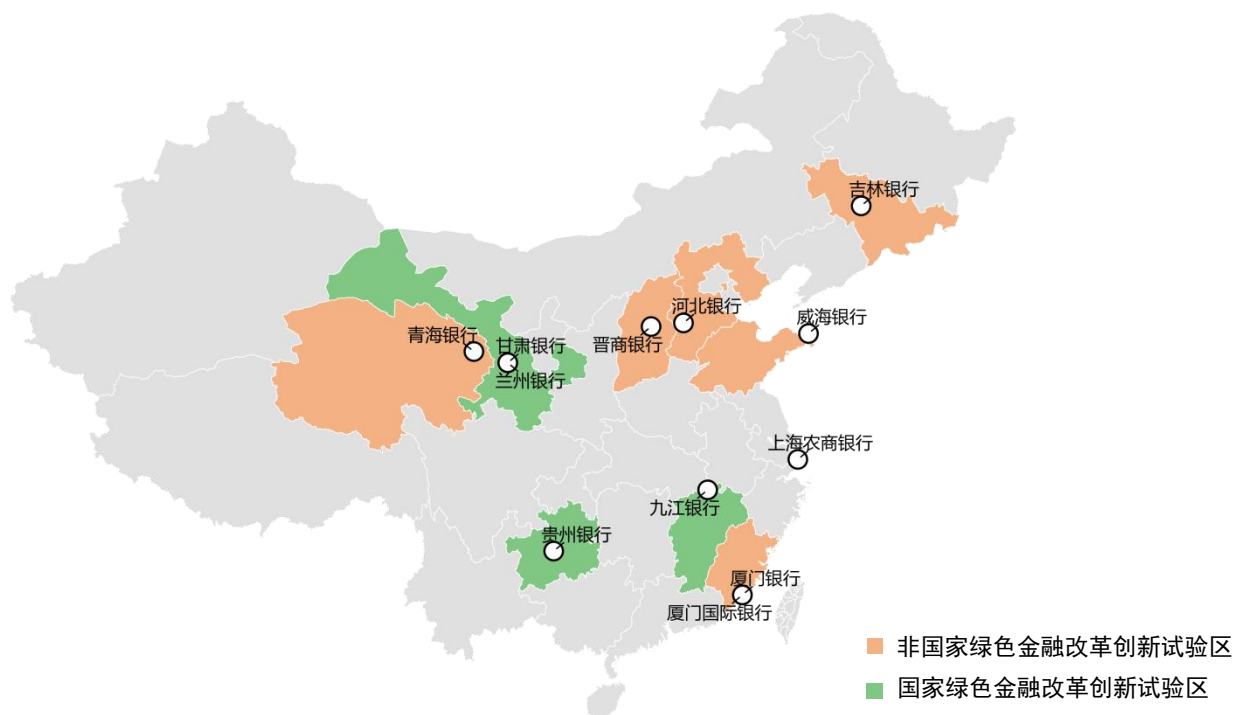 吉林银行
河北银行
威海银行
青海银行
甘肃银行
晋商银行
兰州银行
上海农商银行
九江银行
贵州银行
厦门银行
厦门国际银行
非国家绿色金融改革创新试验区
国家绿色金融改革创新试验区